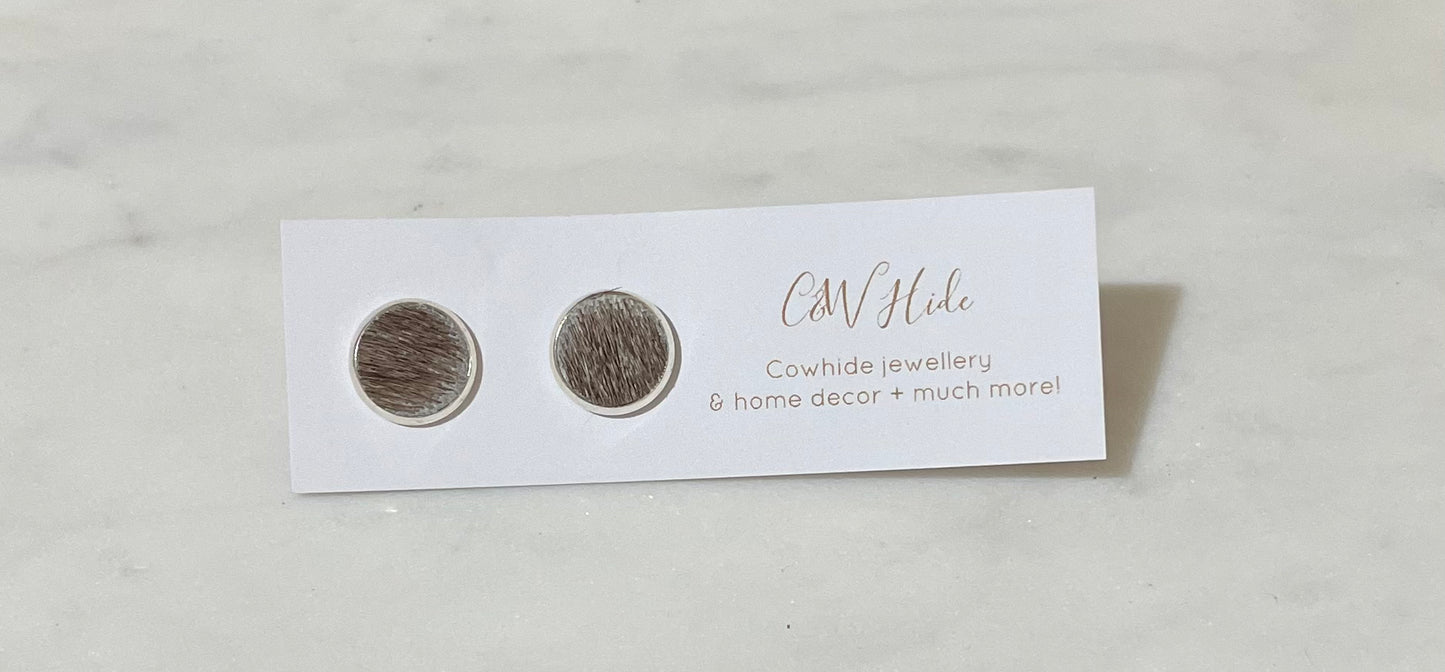 C&W Hide
Cowhide jewellery
& home decor + much more!